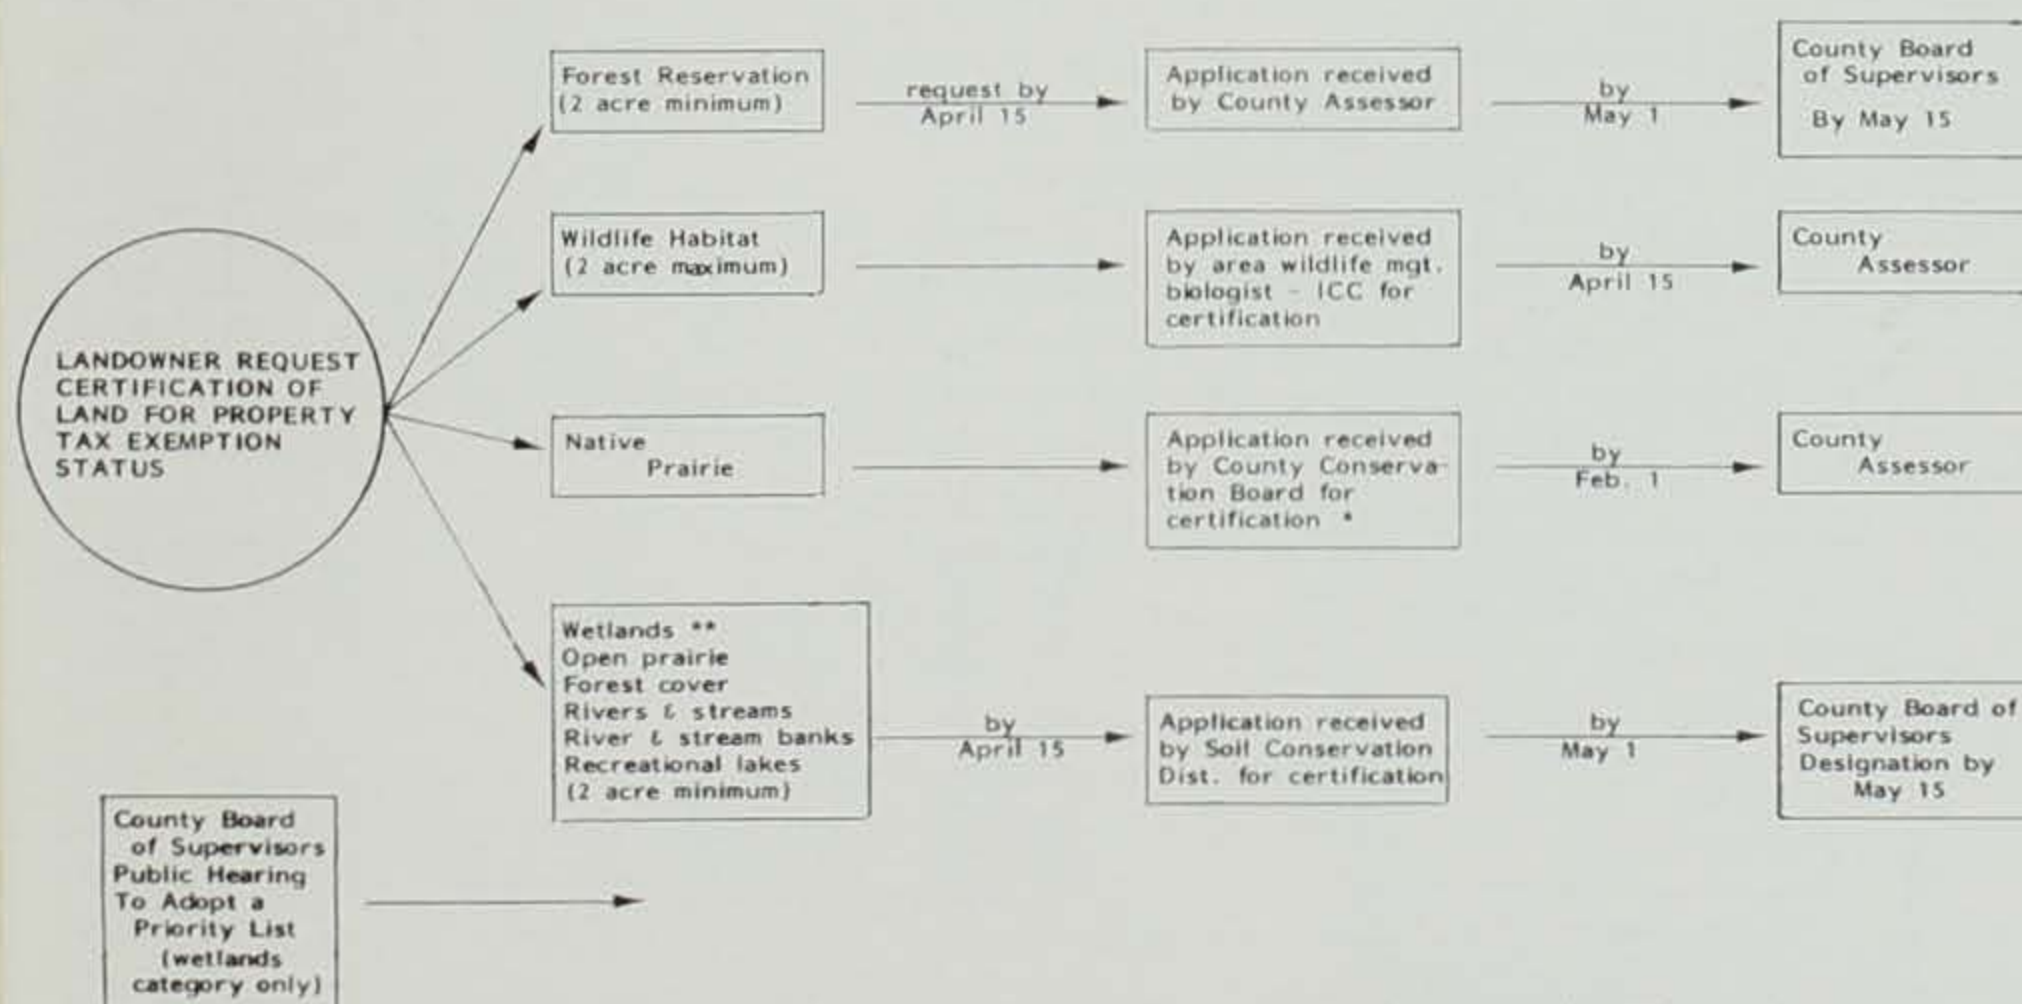 LANDOWNER REQUEST
CERTIFICATION OF
LAND FOR PROPERTY
TAX EXEMPTION
STATUS
Forest Reservation
(2 acre minimum)
request by
April 15
Application received
by County Assessor
by
May 1
County Board
of Supervisors
By May 15
Wildlife Habitat
(2 acre maximum)
Application received
by area wildlife mgt.
biologist - ICC for
certification
by
April 15
County
Assessor
Native
Prairie
Application received
by County Conserva-
tion Board for
certification *
by
Feb. 1
County
Assessor
Wetlands **
Open prairie
Forest cover
Rivers & streams
River & stream banks
Recreational lakes
(2 acre minimum)
by
April 15
Application received
by Soil Conservation
Dist. for certification
by
May 1
County Board of
Supervisors
Designation by
May 15
County Board
of Supervisors
Public Hearing
To Adopt a
Priority List
(wetlands
category only)